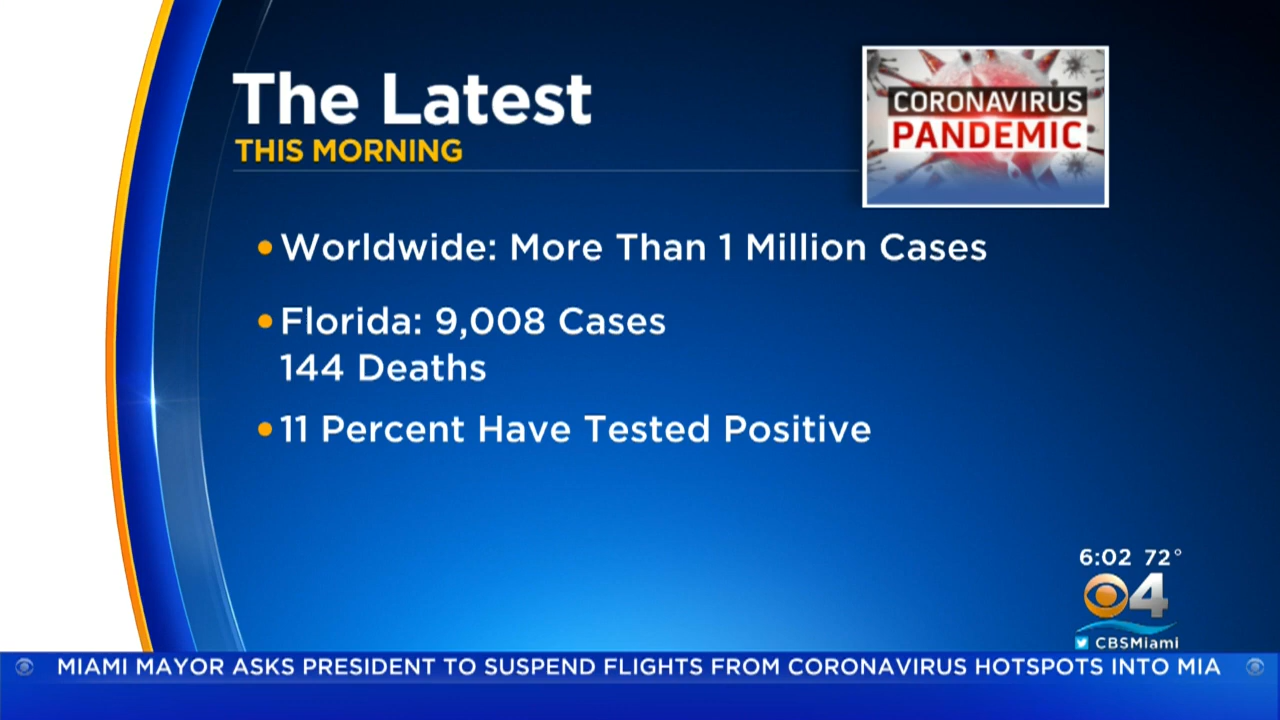 The Latest
THIS MORNING
CORONAVIRUS
PANDEMIC
• Worldwide: More Than 1 Million Cases
• Florida: 9,008 Cases
144 Deaths
• 11 Percent Have Tested Positive
6:02 72°
4
CBSMiami
MIAMI MAYOR ASKS PRESIDENT TO SUSPEND FLIGHTS FROM CORONAVIRUS HOTSPOTS INTO MIA